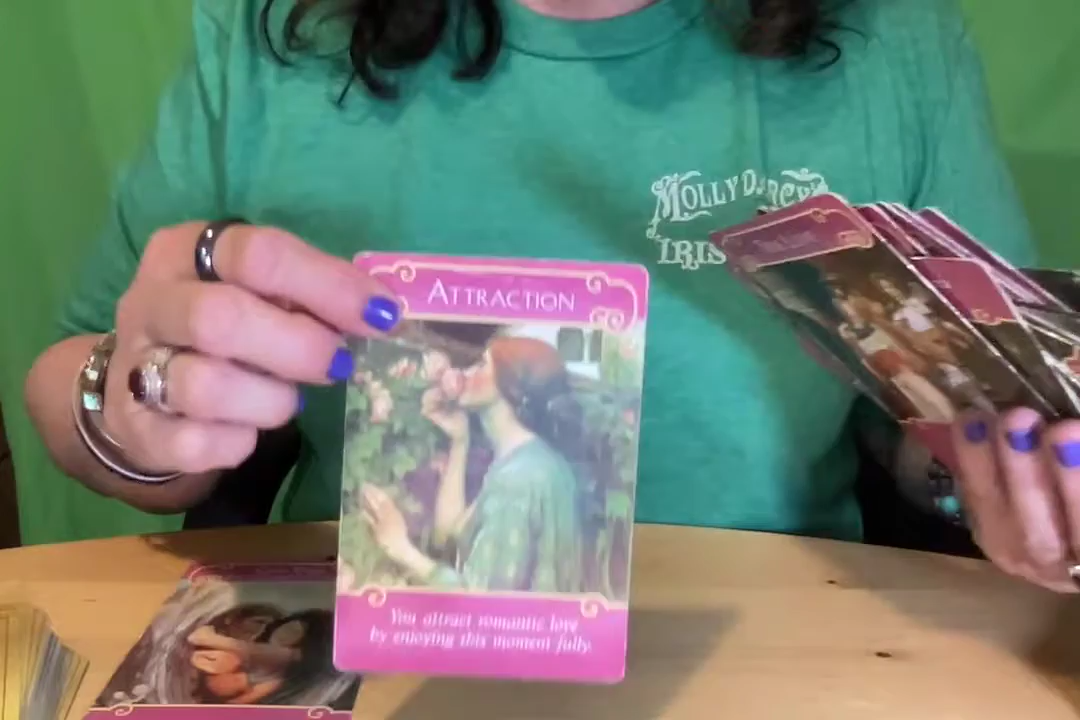 MOLLY DARCY
IRIS
ATTRACTION
You attract romantic love
by enjoying this moment fully.